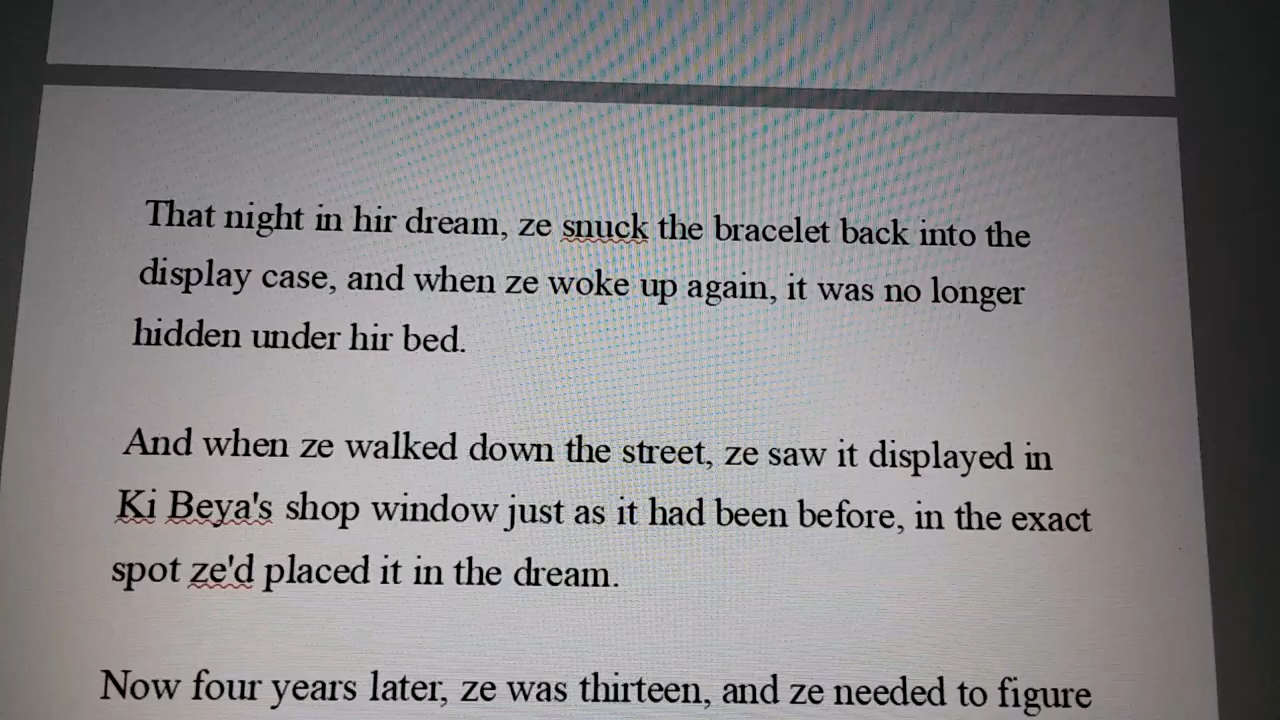 That night in hir dream, ze snuck the bracelet back into the
display case, and when ze woke up again, it was no longer
hidden under hir bed.
And when ze walked down the street, ze saw it displayed in
Ki Beya's shop window just as it had been before, in the exact
spot ze'd placed it in the dream.
Now four years later, ze was thirteen, and ze needed to figure